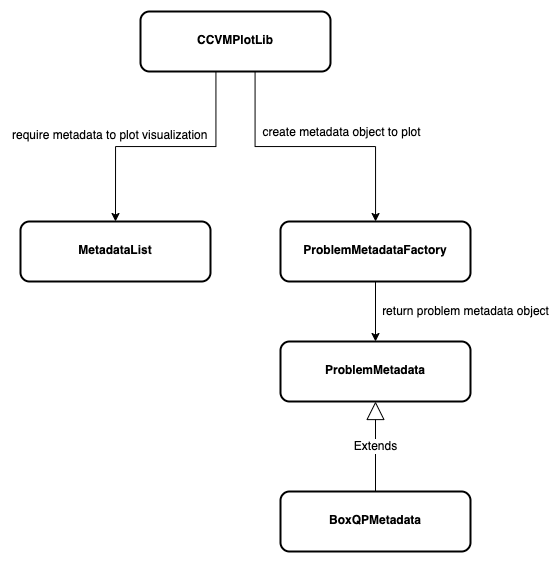 CCVMPlotLib
require metadata to plot visualization
create metadata object to plot
MetadataList
ProblemMetadataFactory
return problem metadata object
ProblemMetadata
Extends
BoxQPMetadata